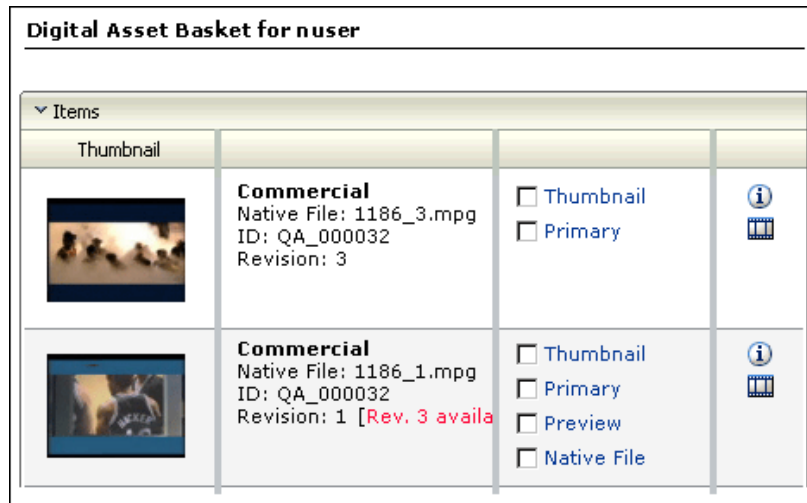 Digital Asset Basket for nuser
Items
Thumbnail
Commercial
Native File: 1186_3.mpg
ID: QA_000032
Revision: 3
Thumbnail
Primary
Commercial
Native File: 1186_1.mpg
ID: QA_000032
Revision: 1 [Rev. 3 availa
Thumbnail
Primary
Preview
Native File